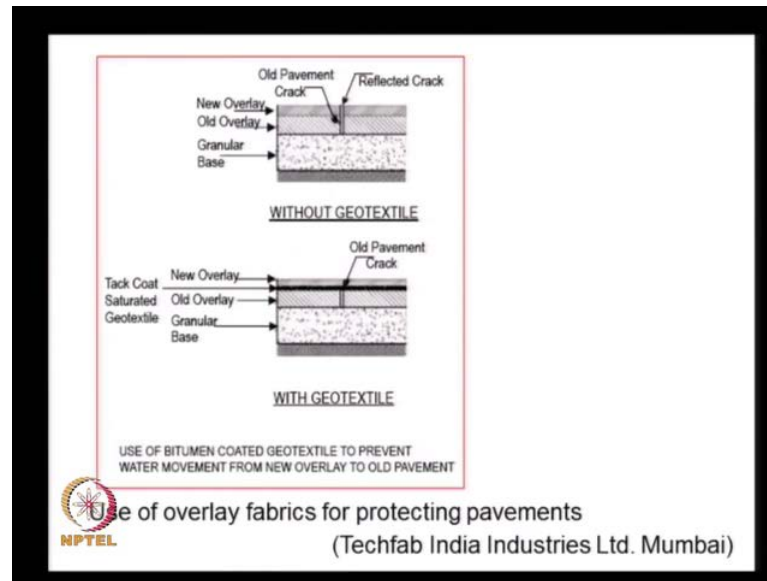 Old Pavement
Crack
Reflected Crack
New Overlay
Old Overlay
Granular
Base
WITHOUT GEOTEXTILE
Old Pavement
Crack
New Overlay
Tack Coat
Saturated
Geotextile
Old Overlay
Granular
Base
WITH GEOTEXTILE
USE OF BITUMEN COATED GEOTEXTILE TO PREVENT
WATER MOVEMENT FROM NEW OVERLAY TO OLD PAVEMENT
Use of overlay fabrics for protecting pavements
NPTEL
(Techfab India Industries Ltd. Mumbai)